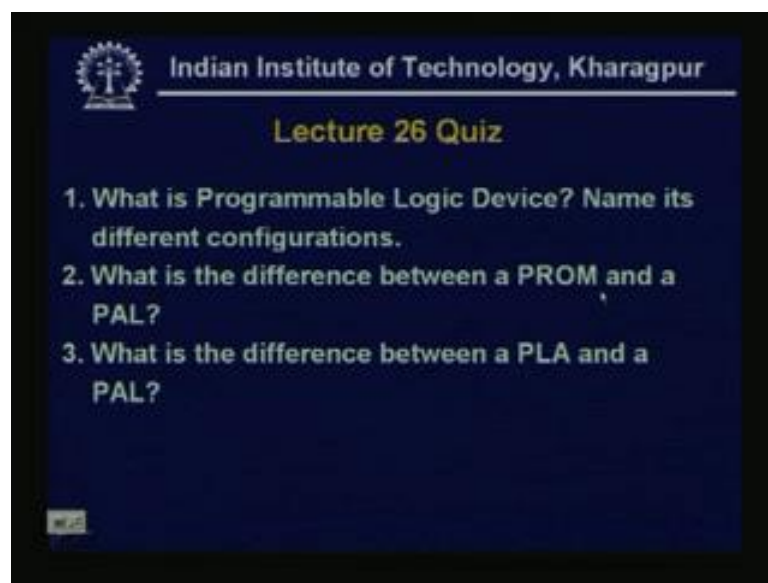 Indian Institute of Technology, Kharagpur
Lecture 26 Quiz
1. What is Programmable Logic Device? Name its
different configurations.
2. What is the difference between a PROM and a
PAL?
3. What is the difference between a PLA and a
PAL?